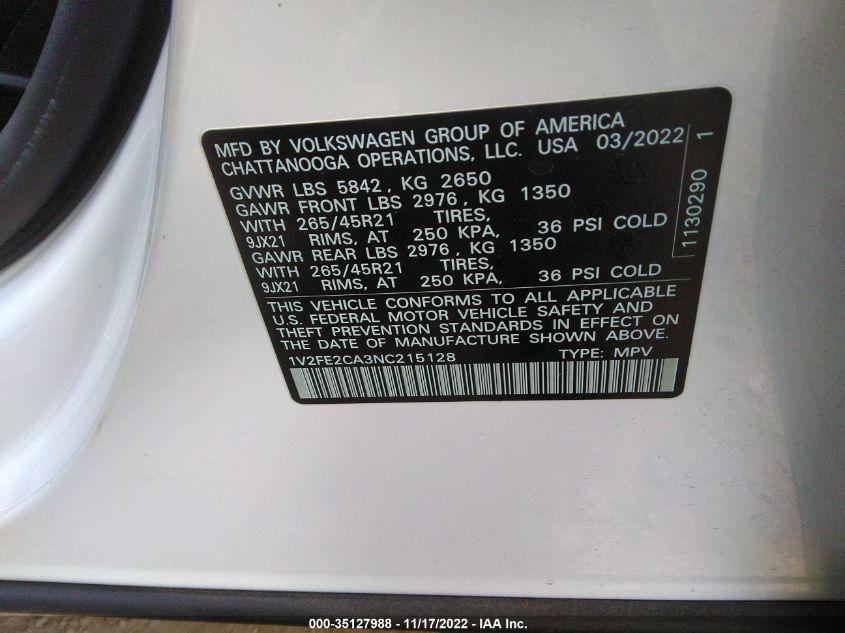 MFD BY VOLKSWAGEN GROUP OF AMERICA
CHATTANOOGA OPERATIONS, LLC. USA 03/2022
GVWR LBS 5842, KG 2650
GAWR FRONT LBS 2976, KG 1350
WITH 265/45R21 TIRES,
9JX21 RIMS, AT 250 KPA, 36 PSI COLD
GAWR REAR LBS 2976, KG 1350
WITH 265/45R21 TIRES,
9JX21 RIMS, AT 250 KPA, 36 PSI COLD
THIS VEHICLE CONFORMS TO ALL APPLICABLE
U.S. FEDERAL MOTOR VEHICLE SAFETY AND
THEFT PREVENTION STANDARDS IN EFFECT ON
THE DATE OF MANUFACTURE SHOWN ABOVE.
1V2FE2CA3NC215128 TYPE: MPV
1130290 1
000-35127988 - 11/17/2022 - IAA Inc.